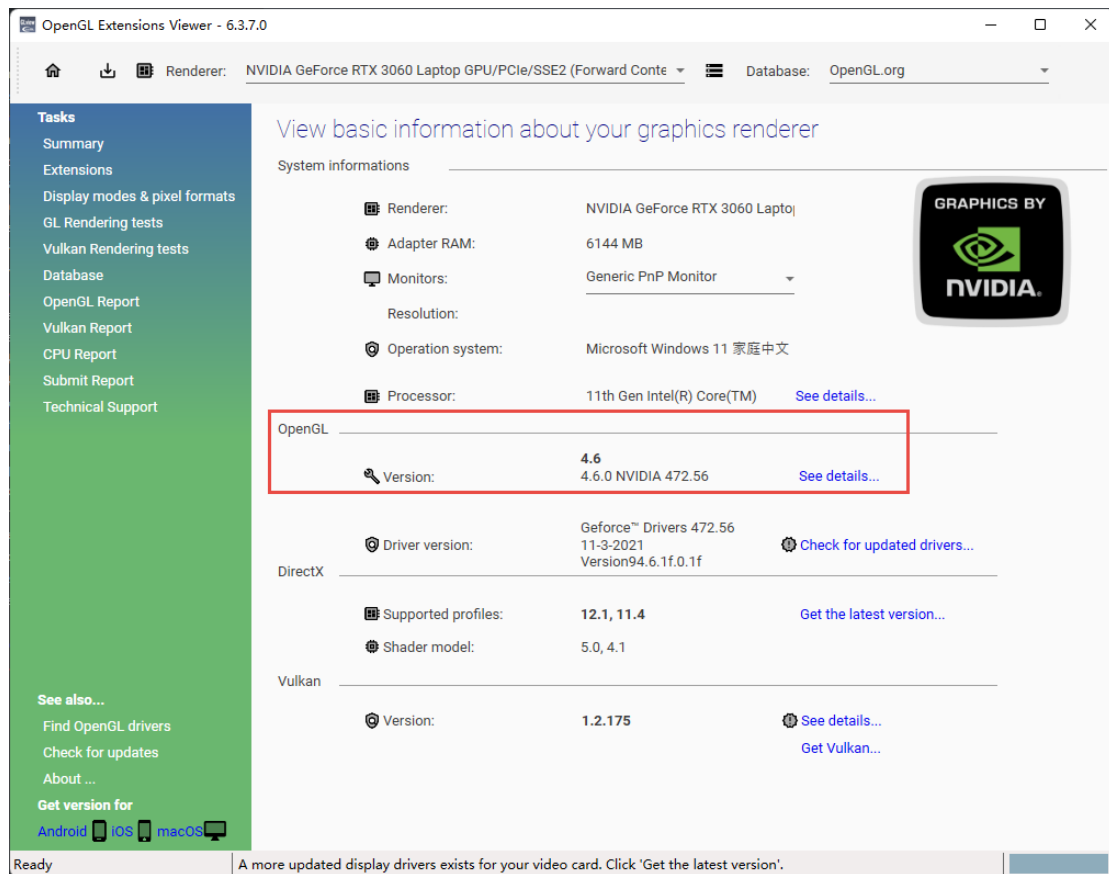 OpenGL Extensions Viewer - 6.3.7.0
Renderer: NVIDIA GeForce RTX 3060 Laptop GPU/PCIe/SSE2 (Forward Conte Database: OpenGL.org
Tasks
Summary
Extensions
Display modes & pixel formats
GL Rendering tests
Vulkan Rendering tests
Database
OpenGL Report
Vulkan Report
CPU Report
Submit Report
Technical Support
See also...
Find OpenGL drivers
Check for updates
About ...
Get version for
Android iOS macOS
View basic information about your graphics renderer
System informations
Renderer: NVIDIA GeForce RTX 3060 Laptop
Adapter RAM: 6144 MB
Monitors: Generic PnP Monitor
Resolution:
Operation system: Microsoft Windows 11 家庭中文
Processor: 11th Gen Intel(R) Core(TM) See details...
GRAPHICS BY
NVIDIA.
OpenGL
4.6
Version: 4.6.0 NVIDIA 472.56 See details...
Geforce™ Drivers 472.56
Driver version: 11-3-2021 Check for updated drivers...
Version94.6.1f.0.1f
DirectX
Supported profiles: 12.1, 11.4 Get the latest version...
Shader model: 5.0, 4.1
Vulkan
Version: 1.2.175 See details...
Get Vulkan...
Ready A more updated display drivers exists for your video card. Click 'Get the latest version'.